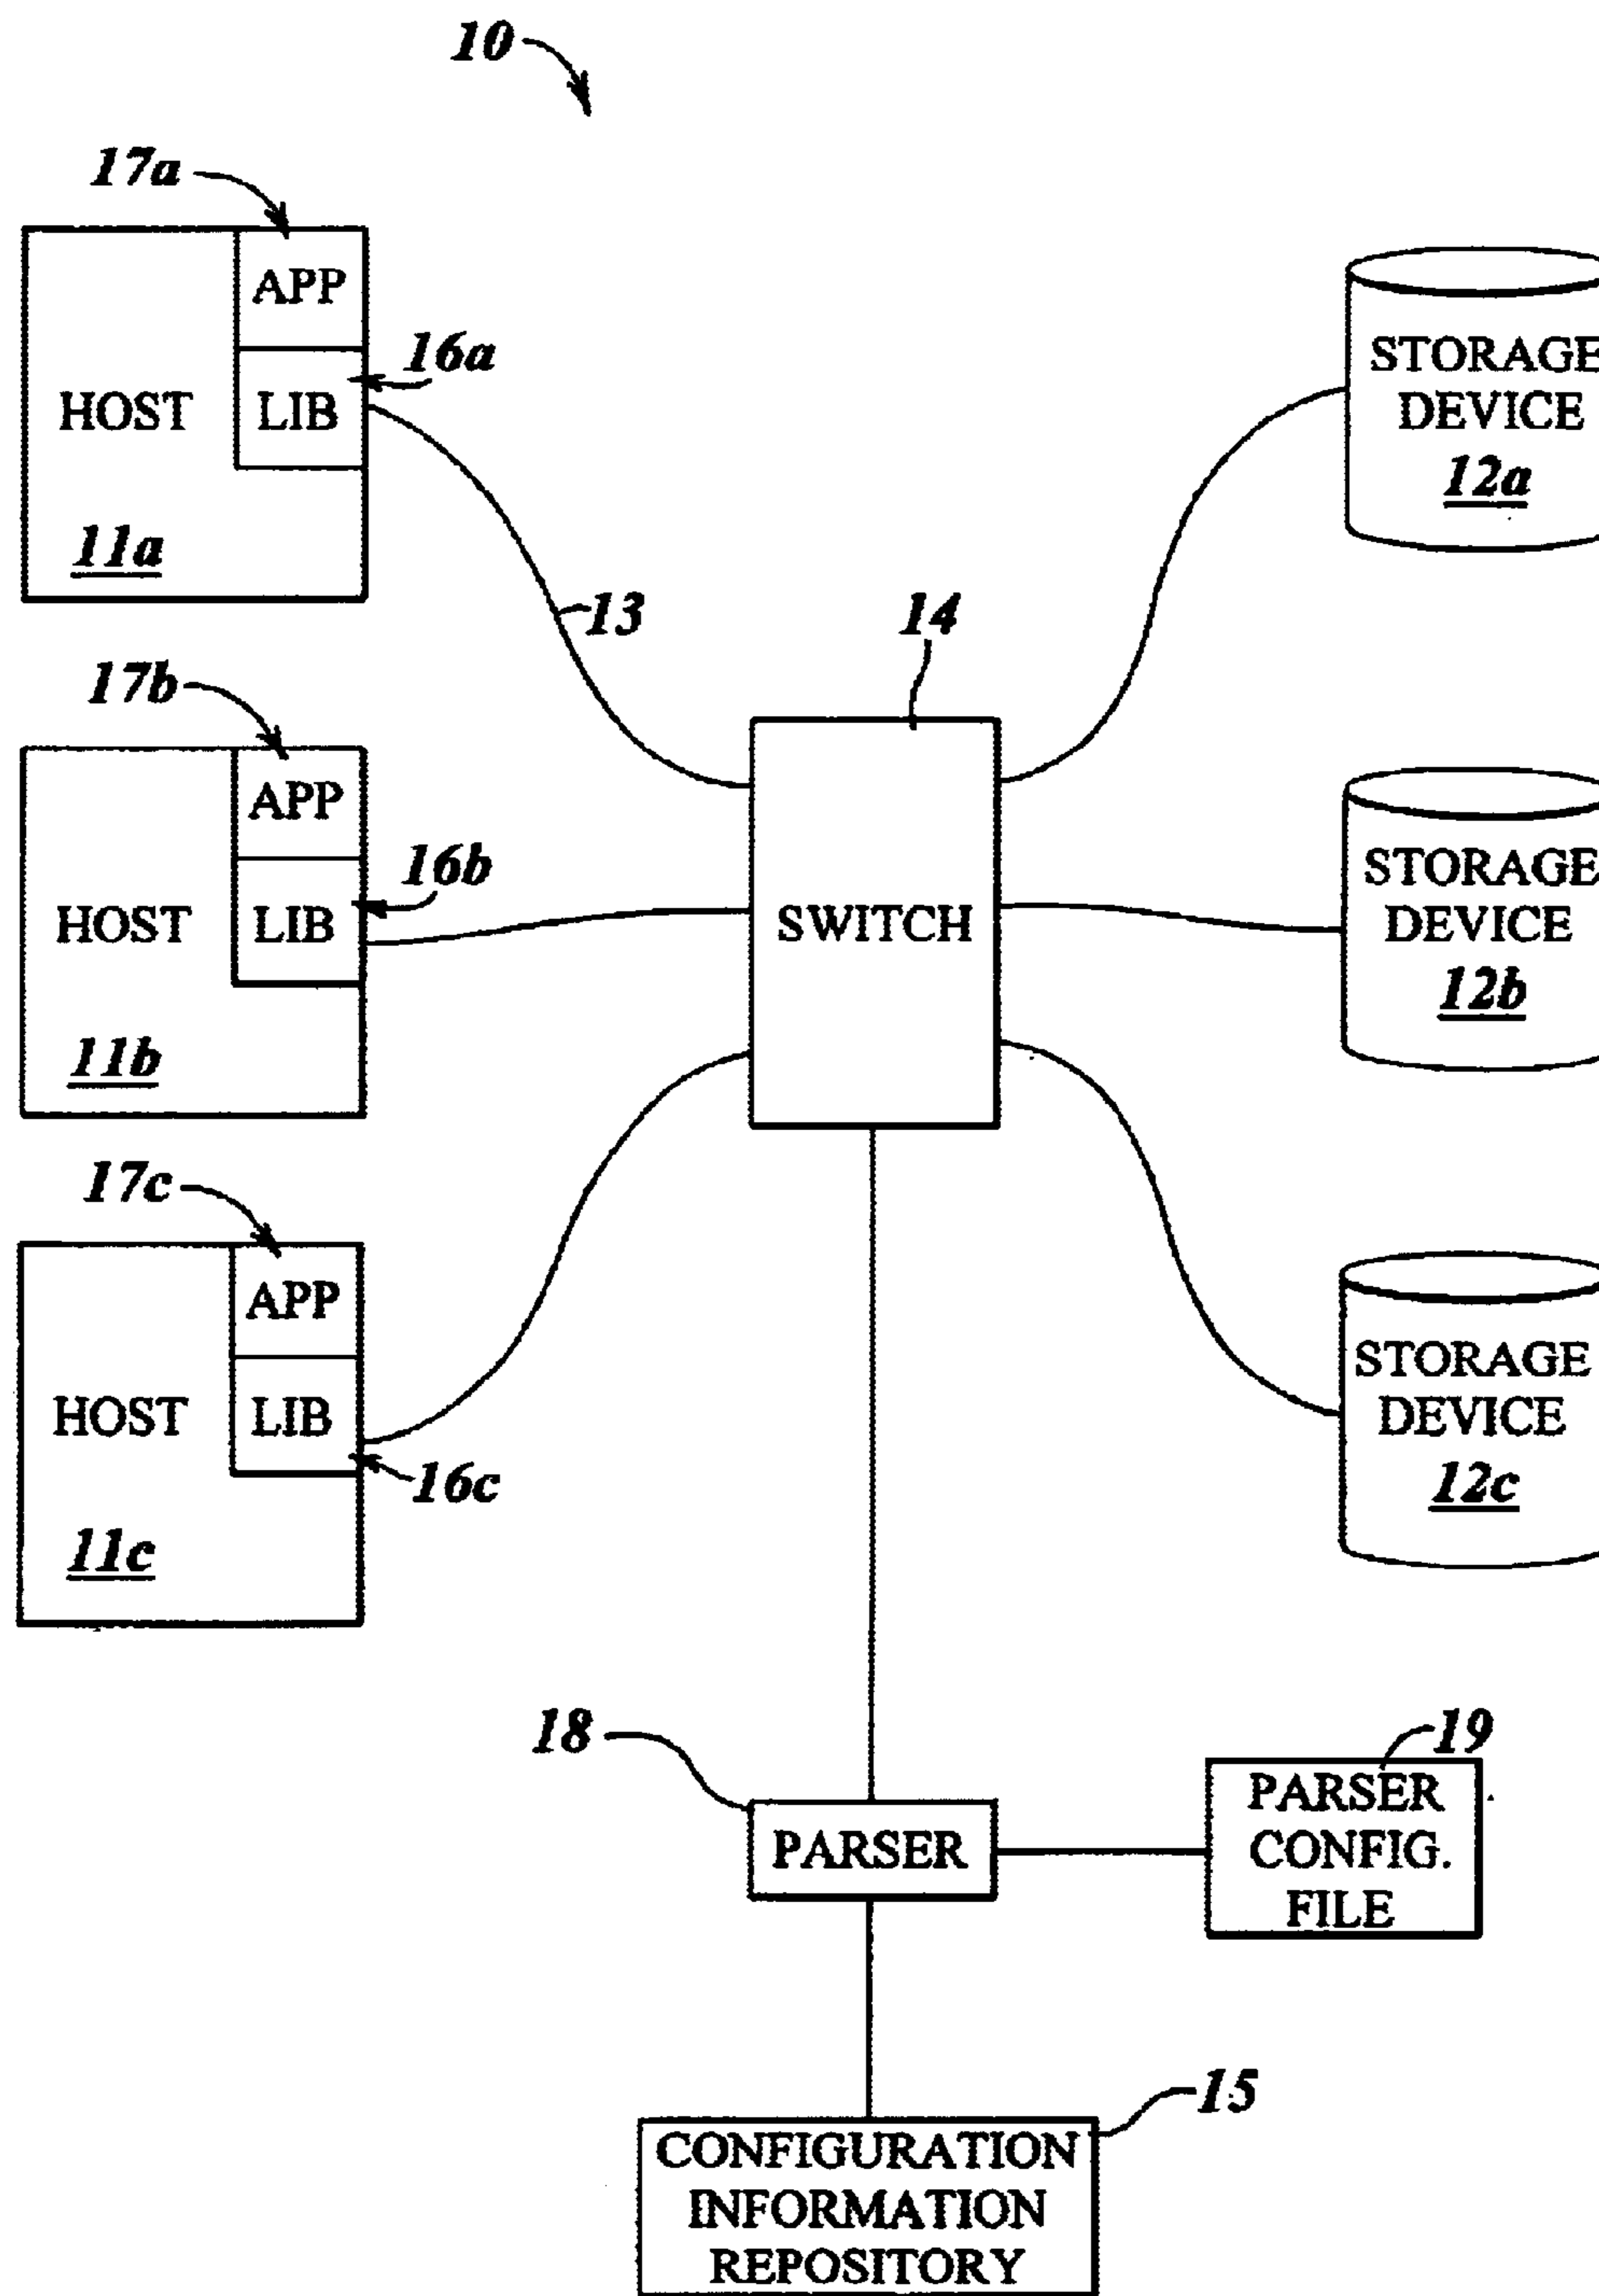 10
17a
APP
16a
HOST
LIB
11a
13
STORAGE
DEVICE
12a
14
17b
APP
16b
HOST
LIB
11b
SWITCH
STORAGE
DEVICE
12b
17c
APP
HOST
LIB
16c
11c
STORAGE
DEVICE
12c
18
PARSER
19
PARSER
CONFIG.
FILE
15
CONFIGURATION
INFORMATION
REPOSITORY